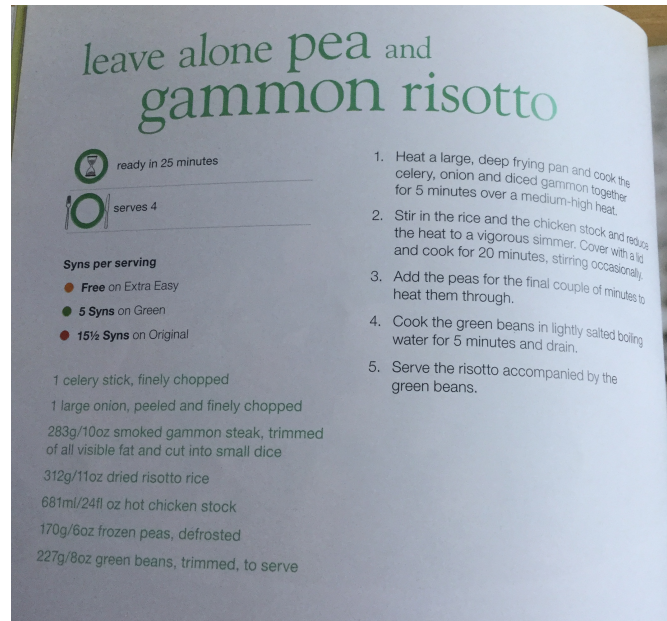 leave alone pea and
gammon risotto
ready in 25 minutes
serves 4
Syns per serving
Free on Extra Easy
5 Syns on Green
15½ Syns on Original
1 celery stick, finely chopped
1 large onion, peeled and finely chopped
283g/10oz smoked gammon steak, trimmed
of all visible fat and cut into small dice
312g/11oz dried risotto rice
681ml/24fl oz hot chicken stock
170g/6oz frozen peas, defrosted
227g/8oz green beans, trimmed, to serve
1. Heat a large, deep frying pan and cook the
celery, onion and diced gammon together
for 5 minutes over a medium-high heat.
2. Stir in the rice and the chicken stock and reduce
the heat to a vigorous simmer. Cover with a lid
and cook for 20 minutes, stirring occasionally.
3. Add the peas for the final couple of minutes to
heat them through.
4. Cook the green beans in lightly salted boiling
water for 5 minutes and drain.
5. Serve the risotto accompanied by the
green beans.